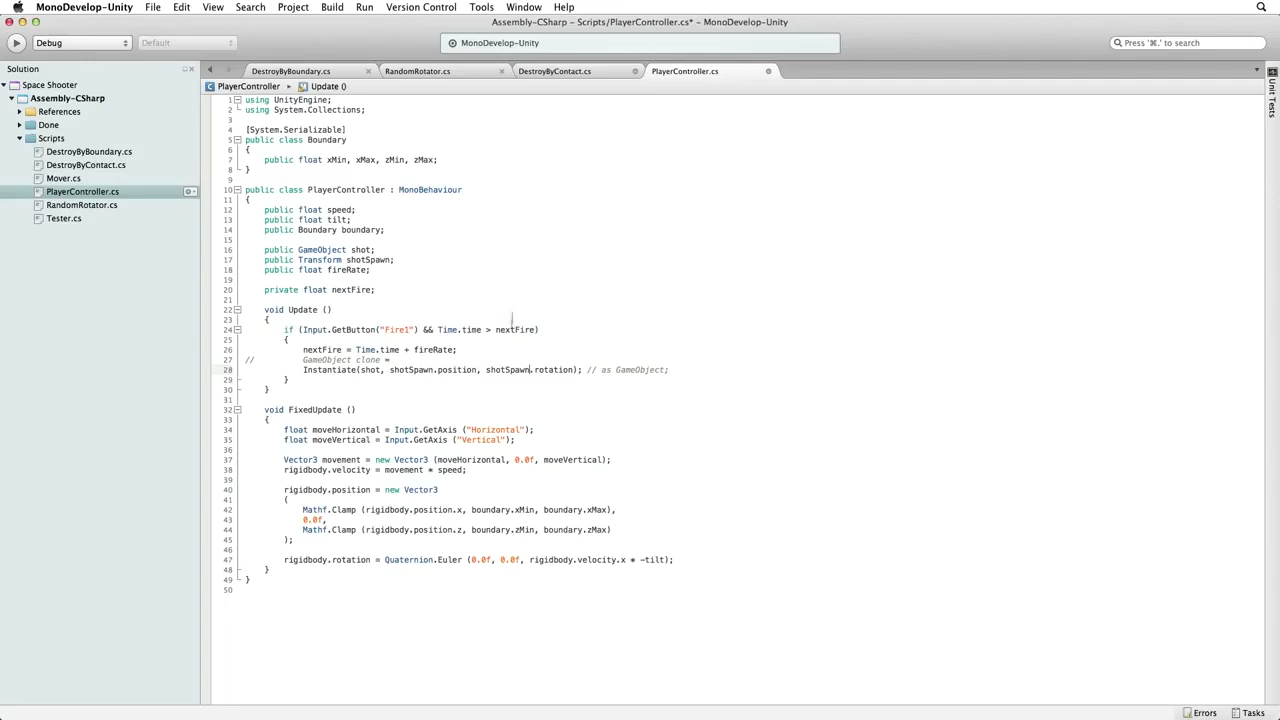 MonoDevelop-Unity File Edit View Search Project Build Run Version Control Tools Window Help
Assembly-CSharp – Scripts/PlayerController.cs* – MonoDevelop-Unity
Debug Default MonoDevelop-Unity Press '⌘.' to search
Solution
Space Shooter
Assembly-CSharp
References
Done
Scripts
DestroyByBoundary.cs
DestroyByContact.cs
Mover.cs
PlayerController.cs
RandomRotator.cs
Tester.cs
DestroyByBoundary.cs RandomRotator.cs DestroyByContact.cs PlayerController.cs
PlayerController Update ()
1 using UnityEngine;
2 using System.Collections;
3
4 [System.Serializable]
5 public class Boundary
6 {
7 public float xMin, xMax, zMin, zMax;
8 }
9
10 public class PlayerController : MonoBehaviour
11 {
12 public float speed;
13 public float tilt;
14 public Boundary boundary;
15
16 public GameObject shot;
17 public Transform shotSpawn;
18 public float fireRate;
19
20 private float nextFire;
21
22 void Update ()
23 {
24 if (Input.GetButton("Fire1") && Time.time > nextFire)
25 {
26 nextFire = Time.time + fireRate;
27 // GameObject clone =
28 Instantiate(shot, shotSpawn.position, shotSpawn.rotation); // as GameObject;
29 }
30 }
31
32 void FixedUpdate ()
33 {
34 float moveHorizontal = Input.GetAxis ("Horizontal");
35 float moveVertical = Input.GetAxis ("Vertical");
36
37 Vector3 movement = new Vector3 (moveHorizontal, 0.0f, moveVertical);
38 rigidbody.velocity = movement * speed;
39
40 rigidbody.position = new Vector3
41 (
42 Mathf.Clamp (rigidbody.position.x, boundary.xMin, boundary.xMax),
43 0.0f,
44 Mathf.Clamp (rigidbody.position.z, boundary.zMin, boundary.zMax)
45 );
46
47 rigidbody.rotation = Quaternion.Euler (0.0f, 0.0f, rigidbody.velocity.x * -tilt);
48 }
49 }
50
Unit Tests
Errors Tasks